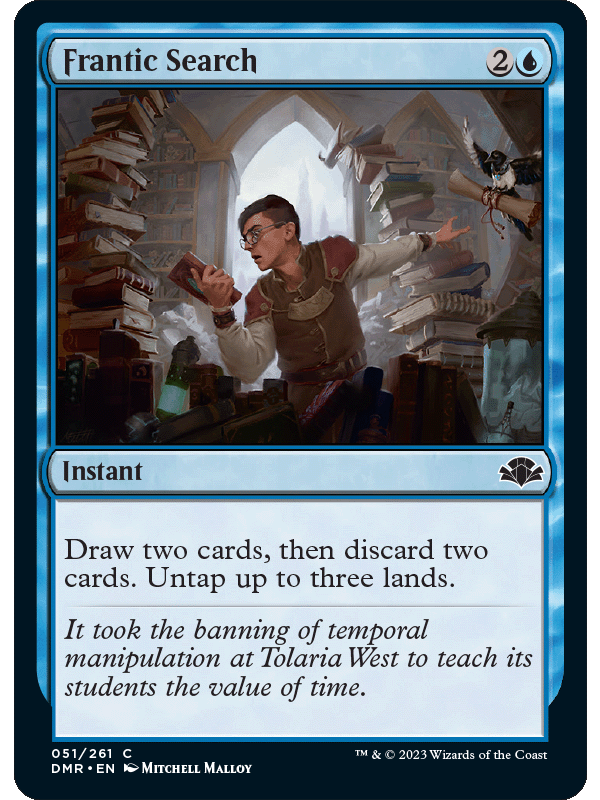 Frantic Search 2
Instant
Draw two cards, then discard two
cards. Untap up to three lands.
It took the banning of temporal
manipulation at Tolaria West to teach its
students the value of time.
051/261 C
DMR • EN Mitchell Malloy
™ & © 2023 Wizards of the Coast